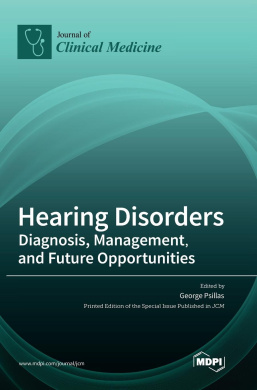 Journal of
Clinical Medicine
Hearing Disorders
Diagnosis, Management,
and Future Opportunities
Edited by
George Psillas
Printed Edition of the Special Issue Published in JCM
www.mdpi.com/journal/jcm
MDPI